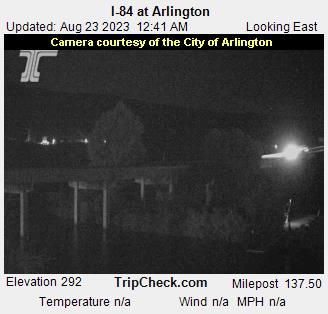 I-84 at Arlington
Updated: Aug 23 2023 12:41 AM Looking East
Camera courtesy of the City of Arlington
Elevation 292 TripCheck.com Milepost 137.50
Temperature n/a Wind n/a MPH n/a